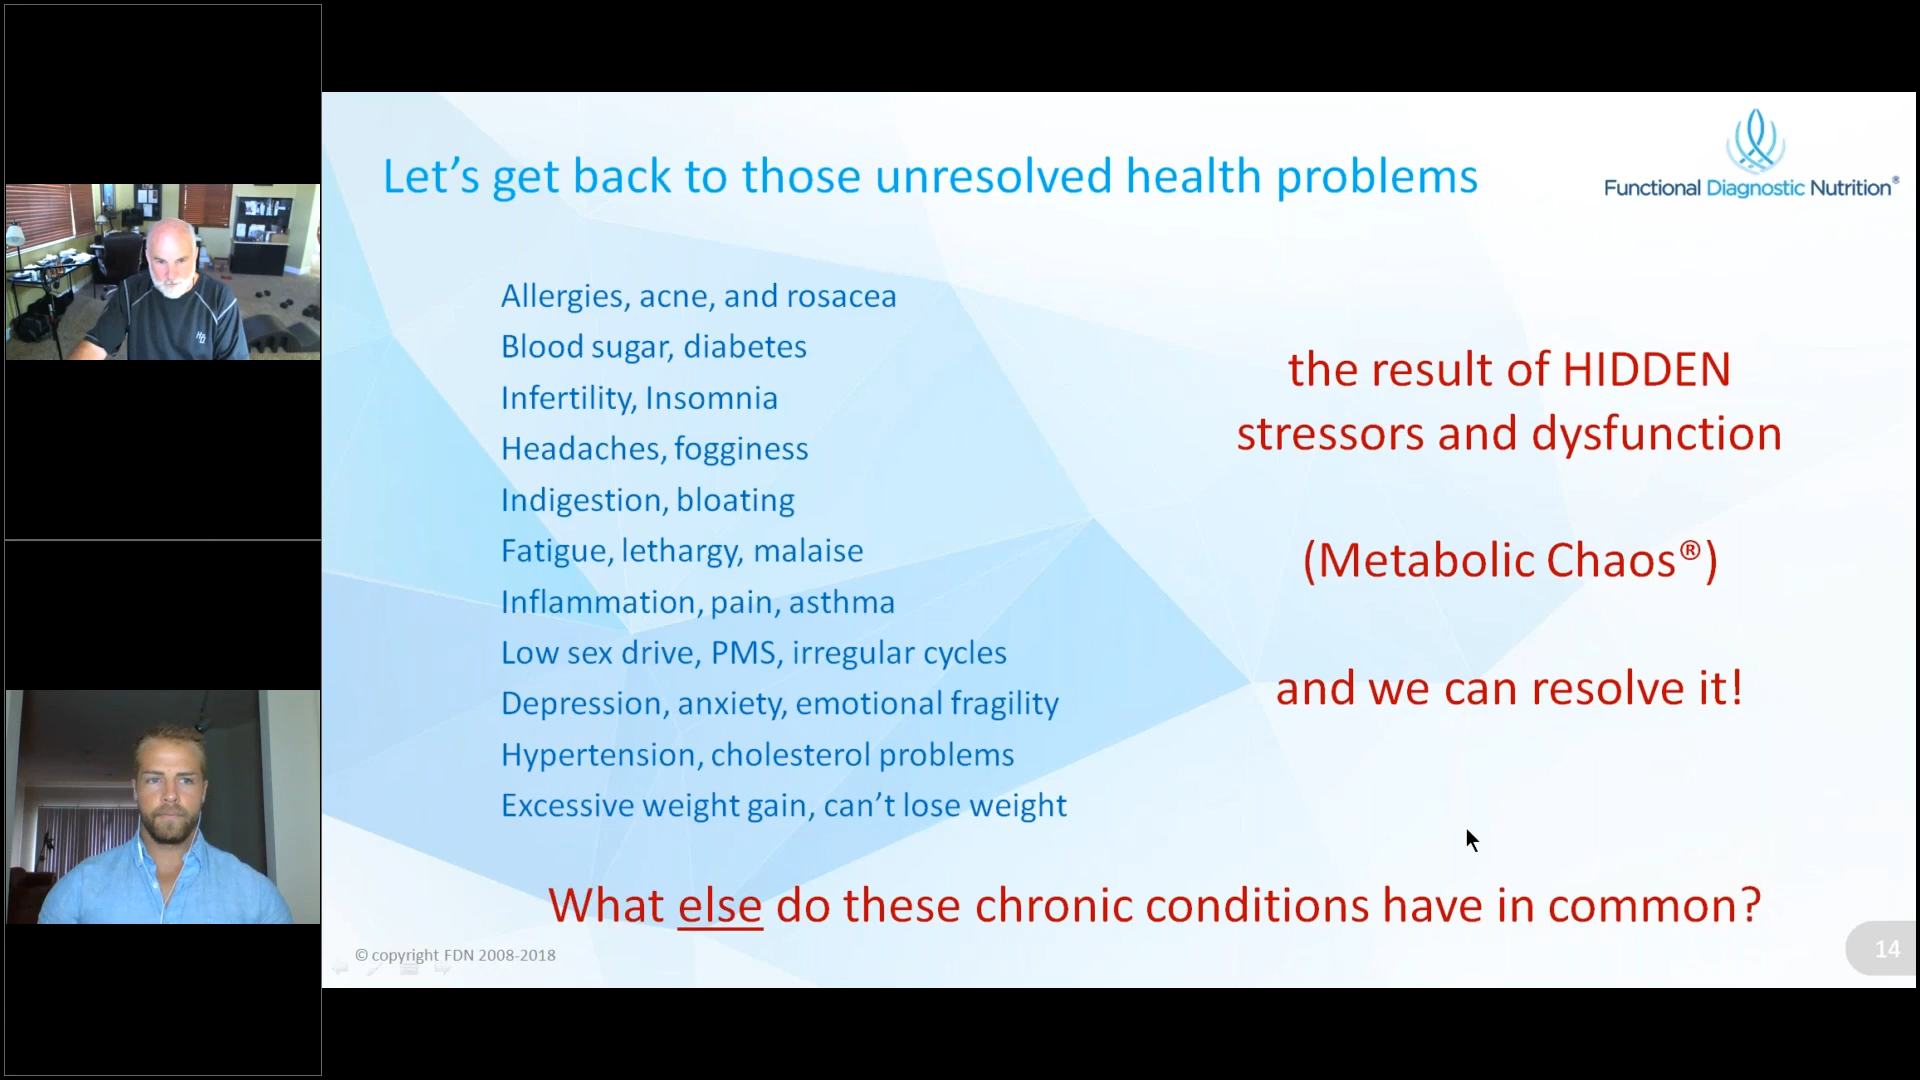 Let's get back to those unresolved health problems
Functional Diagnostic Nutrition®
Allergies, acne, and rosacea
Blood sugar, diabetes
Infertility, Insomnia
Headaches, fogginess
Indigestion, bloating
Fatigue, lethargy, malaise
Inflammation, pain, asthma
Low sex drive, PMS, irregular cycles
Depression, anxiety, emotional fragility
Hypertension, cholesterol problems
Excessive weight gain, can't lose weight
the result of HIDDEN
stressors and dysfunction
(Metabolic Chaos®)
and we can resolve it!
What else do these chronic conditions have in common?
© copyright FDN 2008-2018
14